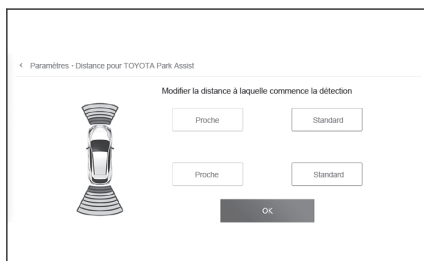 < Paramètres - Distance pour TOYOTA Park Assist
Modifier la distance à laquelle commence la détection
Proche Standard
Proche Standard
OK